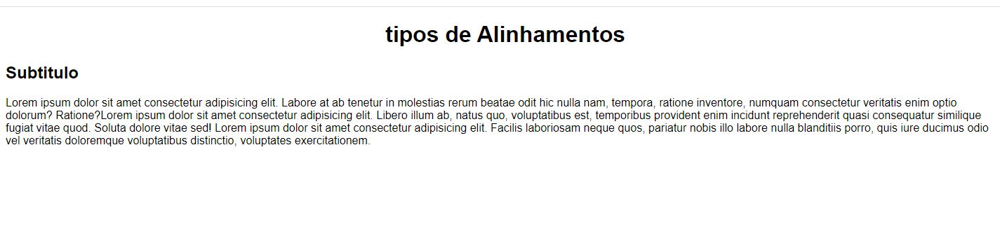 tipos de Alinhamentos
Subtitulo
Lorem ipsum dolor sit amet consectetur adipisicing elit. Labore at ab tenetur in molestias rerum beatae odit hic nulla nam, tempora, ratione inventore, numquam consectetur veritatis enim optio
dolorum? Ratione?Lorem ipsum dolor sit amet consectetur adipisicing elit. Libero illum ab, natus quo, voluptatibus est, temporibus provident enim incidunt reprehenderit quasi consequatur similique
fugiat vitae quod. Soluta dolore vitae sed! Lorem ipsum dolor sit amet consectetur adipisicing elit. Facilis laboriosam neque quos, pariatur nobis illo labore nulla blanditiis porro, quis iure ducimus odio
vel veritatis doloremque voluptatibus distinctio, voluptates exercitationem.